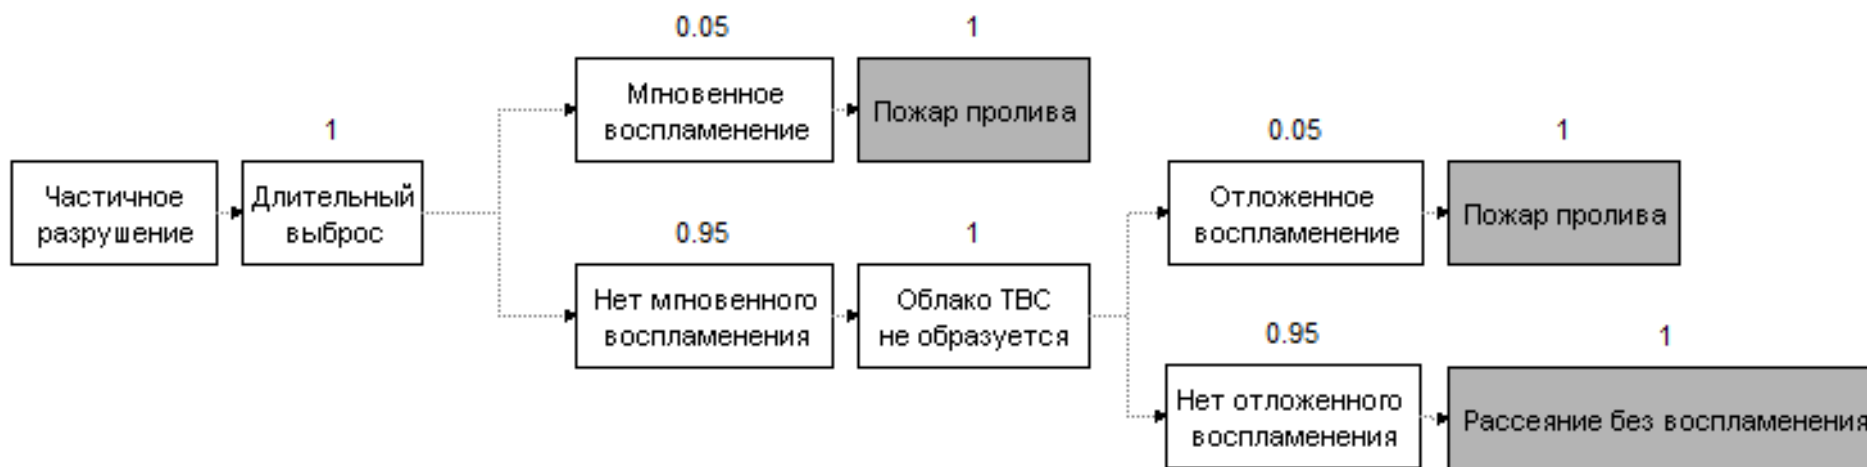 0.05
1
Мгновенное
воспламенение
Пожар пролива
1
0.05
1
Частичное
разрушение
Длительный
выброс
Отложенное
воспламенение
Пожар пролива
0.95
1
Нет мгновенного
воспламенения
Облако ТВС
не образуется
0.95
1
Нет отложенного
воспламенения
Рассеяние без воспламенения